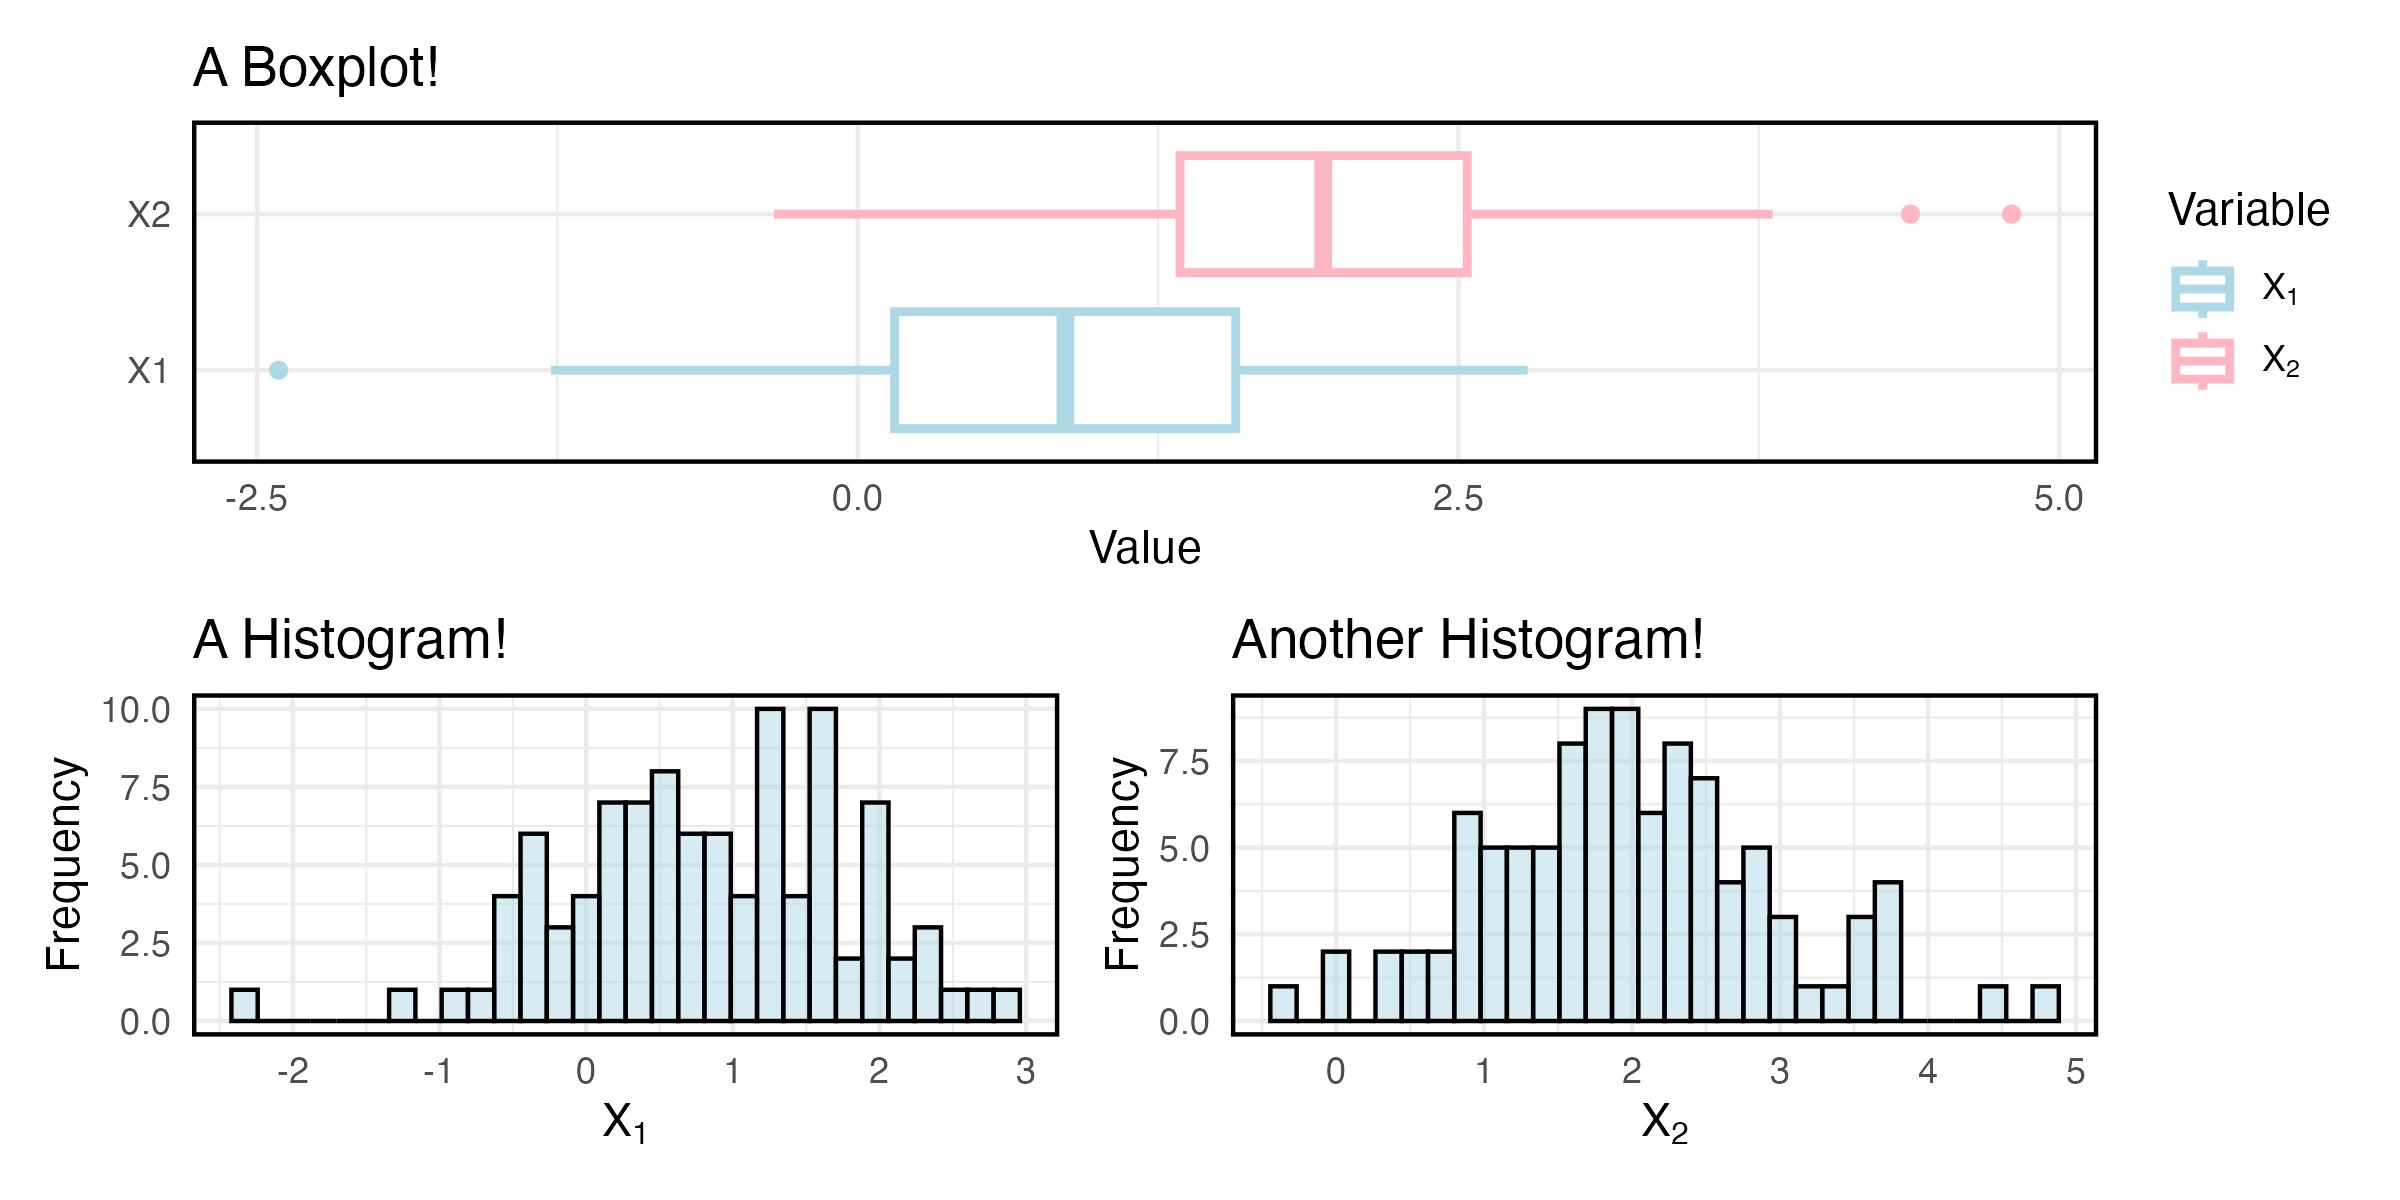 A Boxplot!
X2
X1
-2.5 0.0 2.5 5.0
Value
Variable
X₁
X₂
A Histogram!
Frequency
10.0
7.5
5.0
2.5
0.0
-2 -1 0 1 2 3
X₁
Another Histogram!
Frequency
7.5
5.0
2.5
0.0
0 1 2 3 4 5
X₂